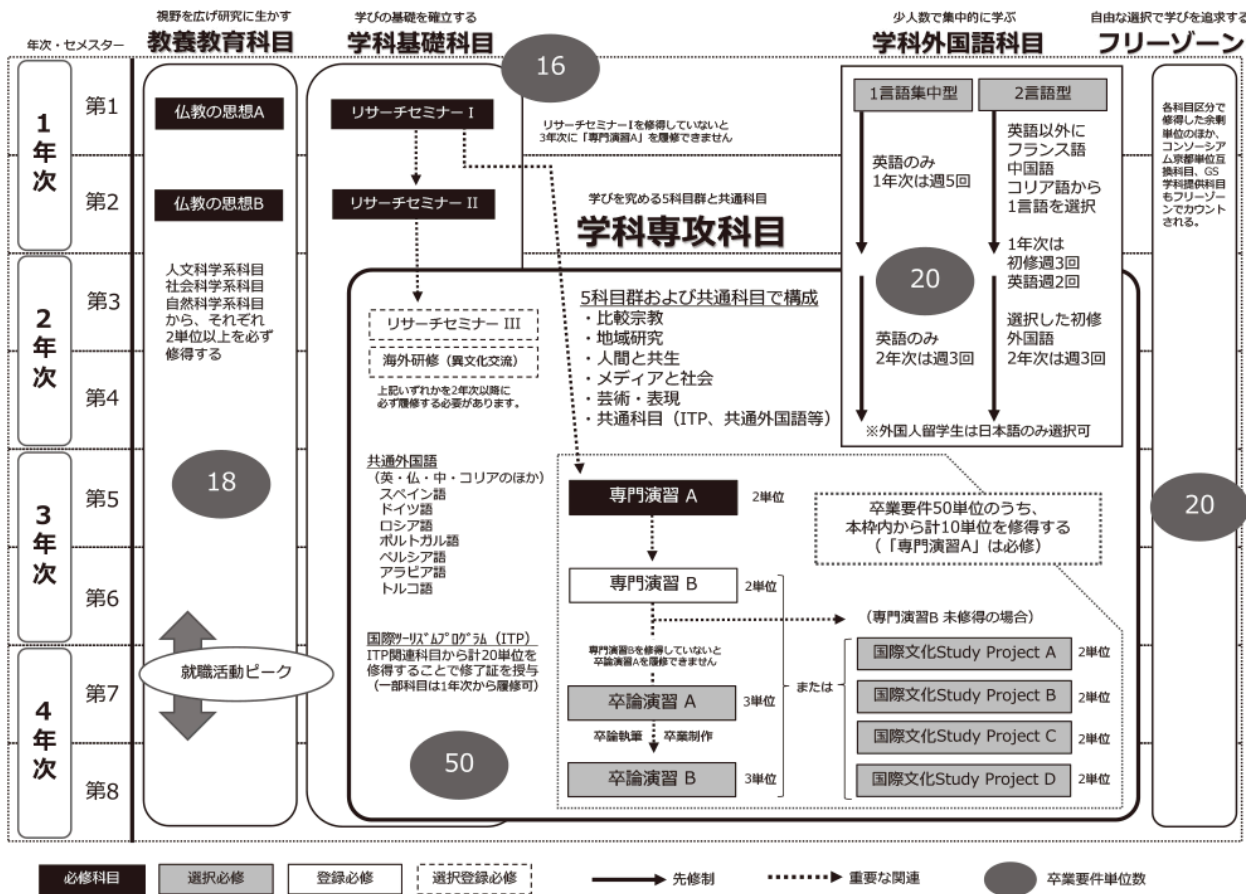 視野を広げ研究に生かす
教養教育科目
学びの基礎を確立する
学科基礎科目
16
少人数で集中的に学ぶ
学科外国語科目
自由な選択で学びを追求する
フリーゾーン
年次・セメスター
1年次
第1
第2
2年次
第3
第4
3年次
第5
第6
4年次
第7
第8
仏教の思想A
仏教の思想B
人文科学系科目
社会科学系科目
自然科学系科目
から、それぞれ
2単位以上を必ず
修得する
18
就職活動ピーク
リサーチセミナー I
リサーチセミナーⅠを修得していないと
3年次に「専門演習A」を履修できません
リサーチセミナー II
リサーチセミナー III
海外研修（異文化交流）
上記いずれかを2年次以降に
必ず履修する必要があります。
学びを究める5科目群と共通科目
学科専攻科目
5科目群および共通科目で構成
・比較宗教
・地域研究
・人間と共生
・メディアと社会
・芸術・表現
・共通科目（ITP、共通外国語等）
共通外国語
（英・仏・中・コリアのほか）
スペイン語
ドイツ語
ロシア語
ポルトガル語
ペルシア語
アラビア語
トルコ語
国際ﾂｰﾘｽﾞﾑﾌﾟﾛｸﾞﾗﾑ（ITP）
ITP関連科目から計20単位を
修得することで修了証を授与
（一部科目は1年次から履修可）
50
専門演習 A
2単位
卒業要件50単位のうち、
本枠内から計10単位を修得する
（「専門演習A」は必修）
専門演習 B
2単位
（専門演習B 未修得の場合）
専門演習Bを修得していないと
卒論演習Aを履修できません
卒論演習 A
3単位
卒論執筆
卒業制作
卒論演習 B
3単位
または
国際文化Study Project A
2単位
国際文化Study Project B
2単位
国際文化Study Project C
2単位
国際文化Study Project D
2単位
1言語集中型
2言語型
英語のみ
1年次は週5回
英語以外に
フランス語
中国語
コリア語から
1言語を選択
1年次は
初修週3回
英語週2回
20
英語のみ
2年次は週3回
選択した初修
外国語
2年次は週3回
※外国人留学生は日本語のみ選択可
各科目区分で
修得した余剰
単位のほか、
コンソーシア
ム京都単位互
換科目、GS
学科提供科目
もフリーゾー
ンでカウント
される。
20
必修科目
選択必修
登録必修
選択登録必修
先修制
重要な関連
卒業要件単位数